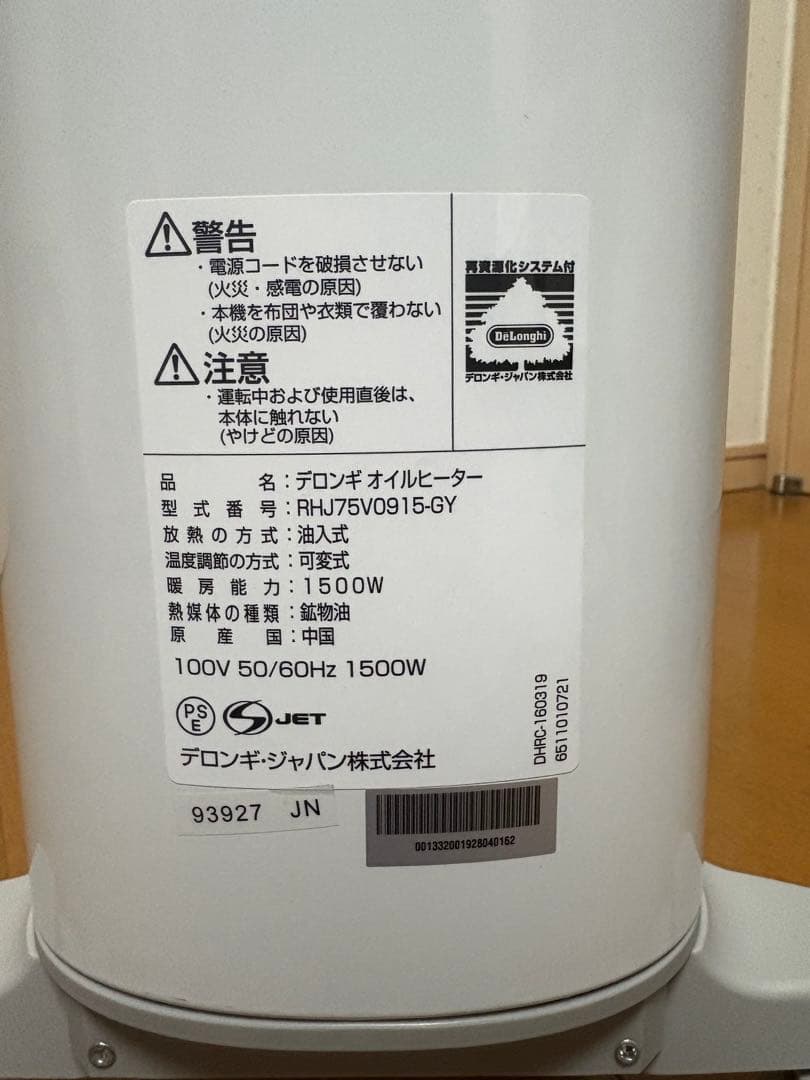 警告
・電源コードを破損させない
(火災・感電の原因)
・本機を布団や衣類で覆わない
(火災の原因)
注意
・運転中および使用直後は、
本体に触れない
(やけどの原因)
再資源化システム付
DeLonghi
デロンギ・ジャパン株式会社
品名：デロンギ オイルヒーター
型式番号：RHJ75V0915-GY
放熱の方式：油入式
温度調節の方式：可変式
暖房能力：1500W
熱媒体の種類：鉱物油
原産国：中国
100V 50/60Hz 1500W
PS
E
S JET
デロンギ・ジャパン株式会社
DHRC-160319
6511010721
93927 JN
001332001928040162